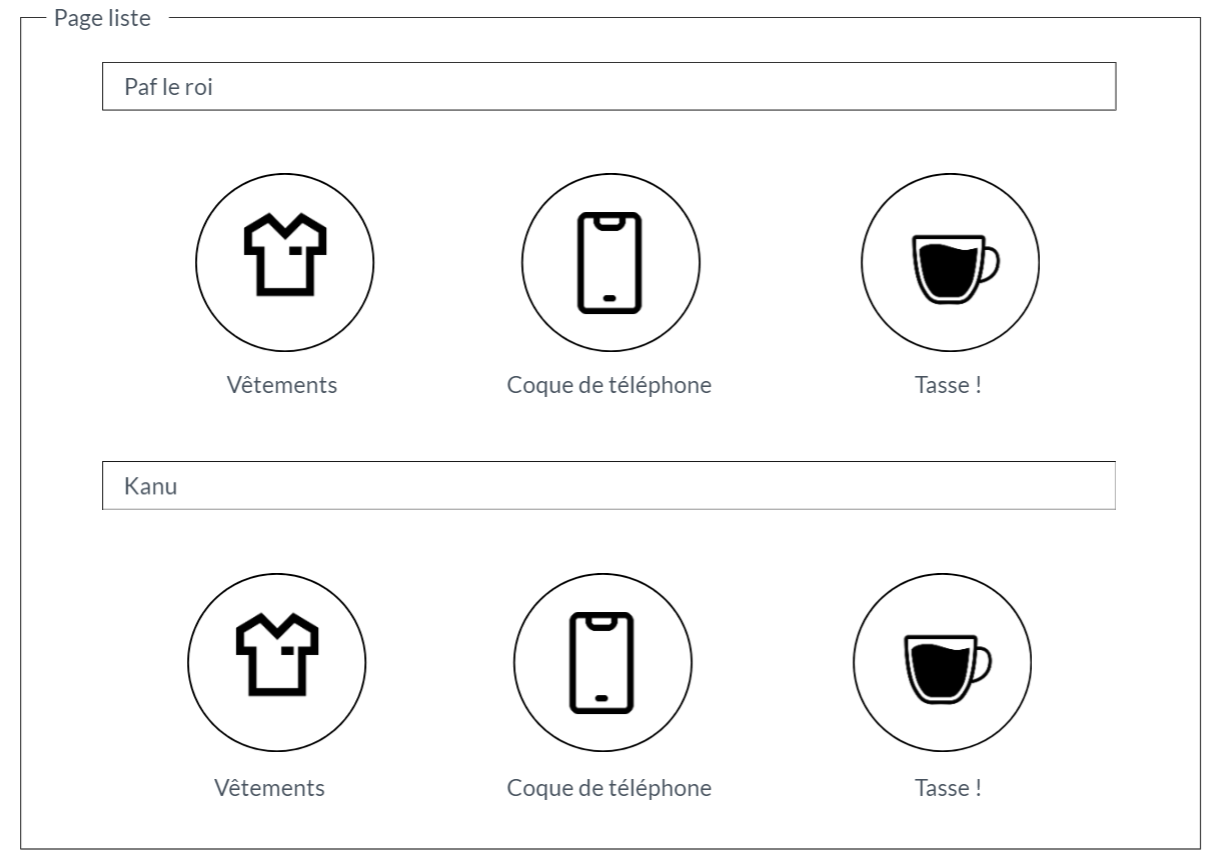 Page liste
Paf le roi
Vêtements
Coque de téléphone
Tasse !
Kanu
Vêtements
Coque de téléphone
Tasse !